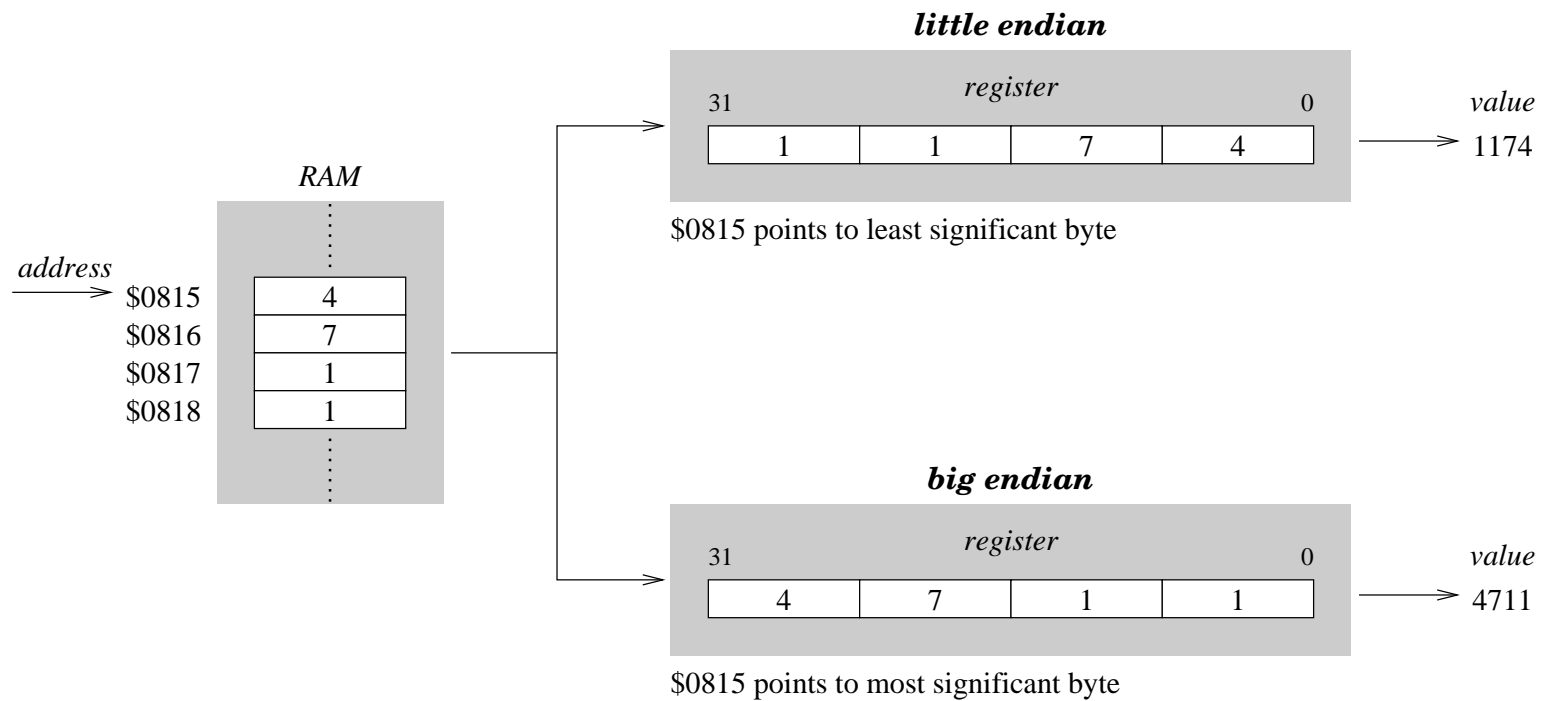 little endian
register
31 0
1 1 7 4
value
1174
$0815 points to least significant byte
RAM
address
$0815 4
$0816 7
$0817 1
$0818 1
big endian
register
31 0
4 7 1 1
value
4711
$0815 points to most significant byte